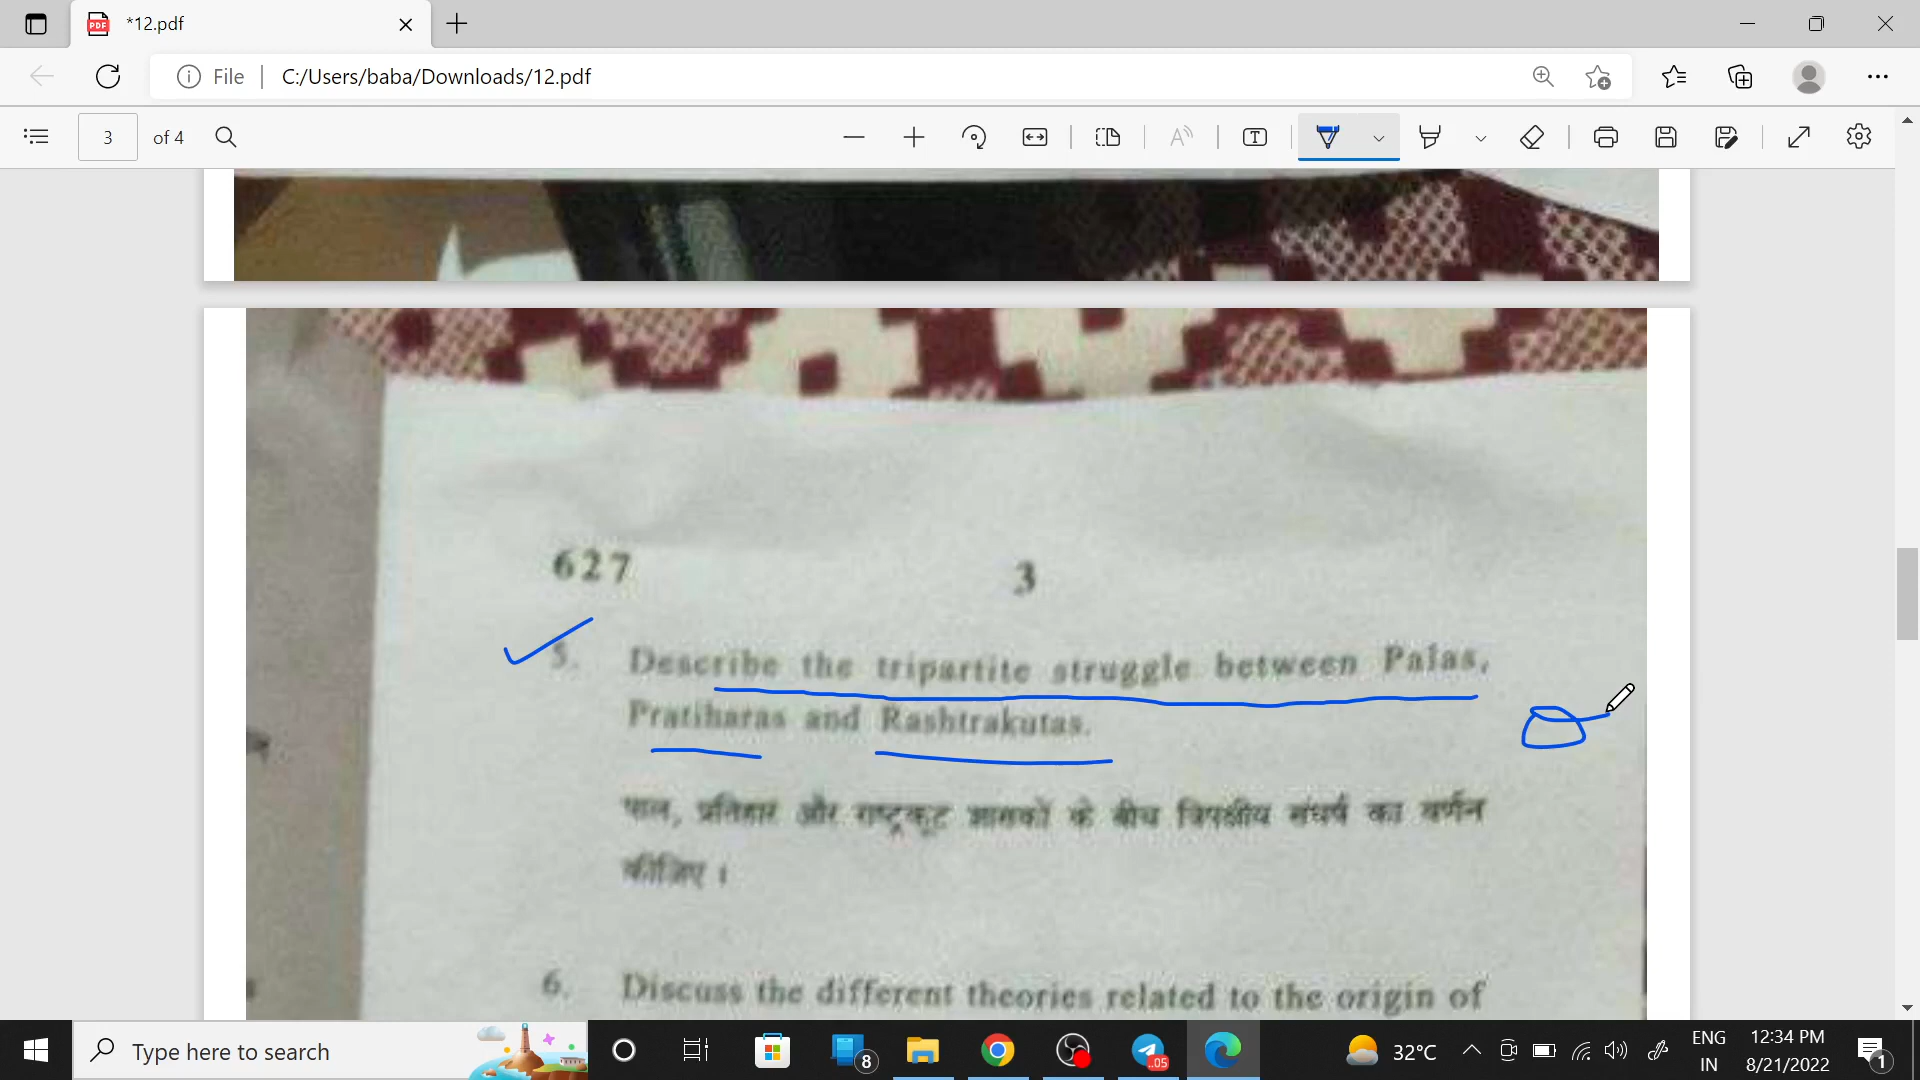 *12.pdf
File
C:/Users/baba/Downloads/12.pdf
3 of 4
627
3
5. Describe the tripartite struggle between Palas,
Pratiharas and Rashtrakutas.
पाल, प्रतिहार और राष्ट्रकूट शासकों के बीच त्रिपक्षीय संघर्ष का वर्णन
कीजिए ।
6. Discuss the different theories related to the origin of
Type here to search
8
.05
32°C
ENG
IN
12:34 PM
8/21/2022
1